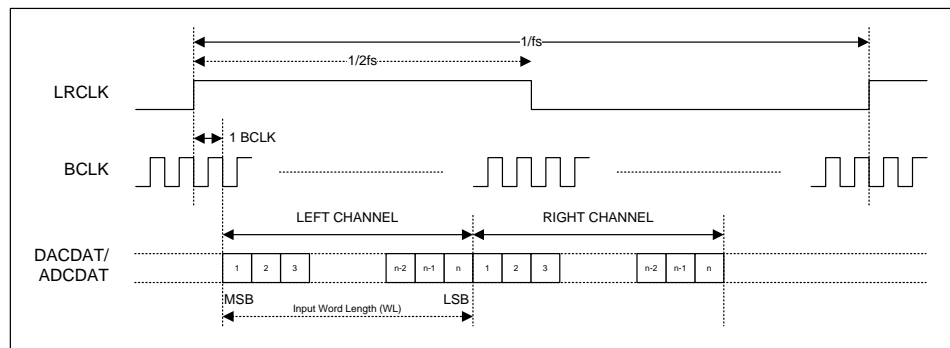 1/fs
1/2fs
LRCLK
1 BCLK
BCLK
LEFT CHANNEL
RIGHT CHANNEL
DACDAT/
ADCDAT
1 2 3 n-2 n-1 n 1 2 3 n-2 n-1 n
MSB LSB
Input Word Length (WL)